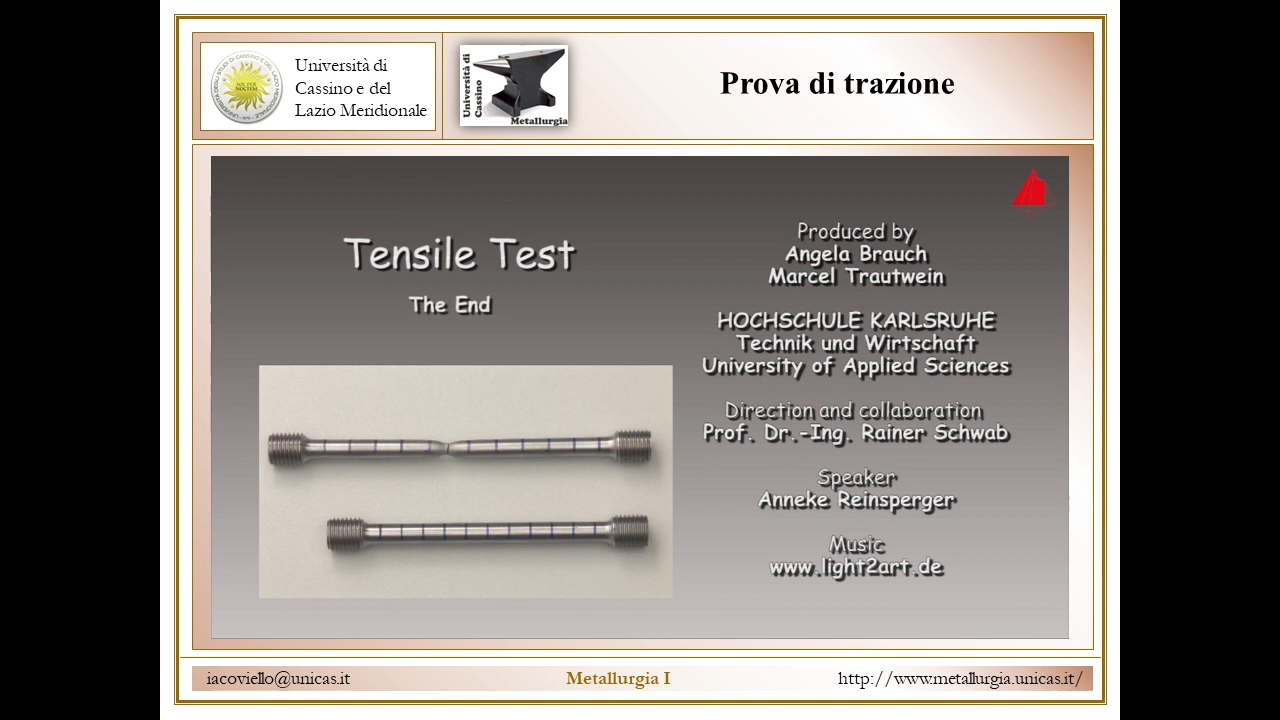 Università di
Cassino e del
Lazio Meridionale
Università di
Cassino
Metallurgia
Prova di trazione
Tensile Test
The End
Produced by
Angela Brauch
Marcel Trautwein
HOCHSCHULE KARLSRUHE
Technik und Wirtschaft
University of Applied Sciences
Direction and collaboration
Prof. Dr.-Ing. Rainer Schwab
Speaker
Anneke Reinsperger
Music
www.light2art.de
iacoviello@unicas.it
Metallurgia I
http://www.metallurgia.unicas.it/